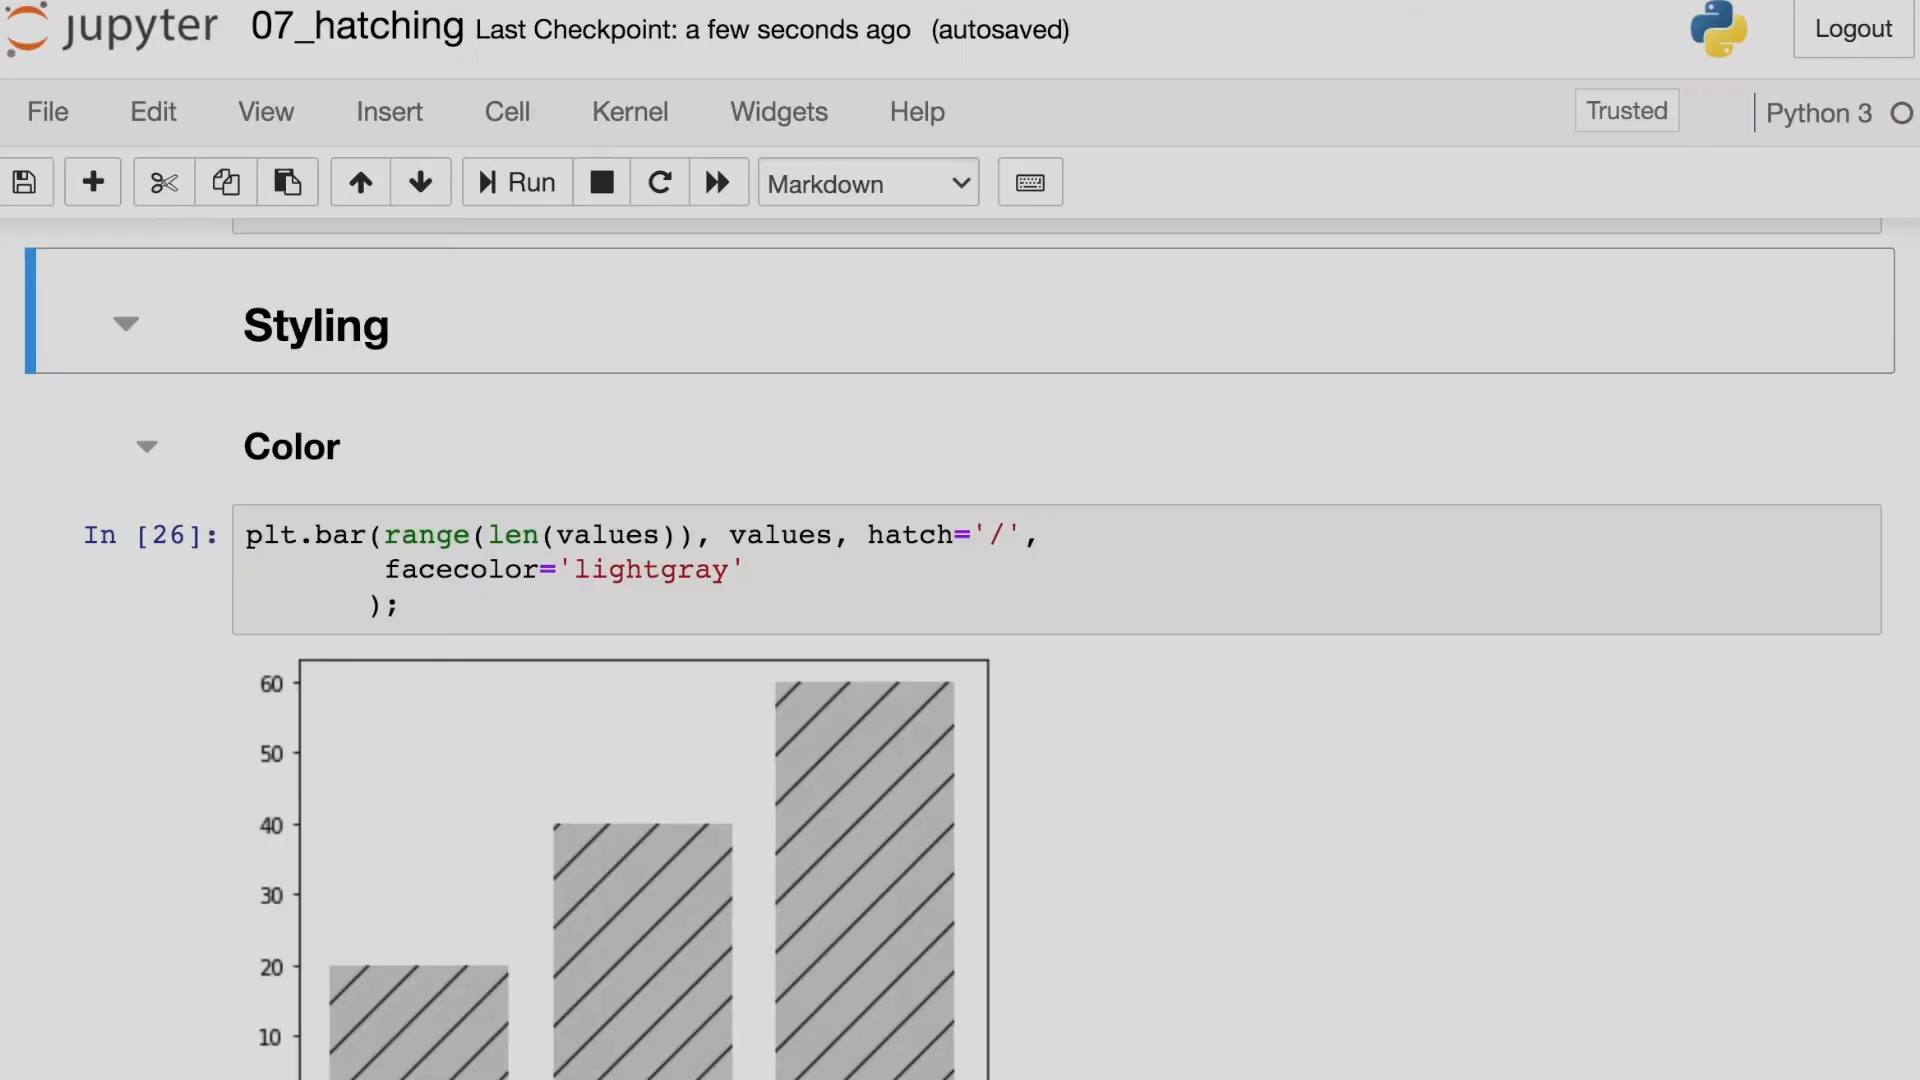 jupyter 07_hatching Last Checkpoint: a few seconds ago (autosaved) Logout
File Edit View Insert Cell Kernel Widgets Help Trusted Python 3
Run Markdown
Styling
Color
In [26]: plt.bar(range(len(values)), values, hatch='/',
facecolor='lightgray'
);
60
50
40
30
20
10